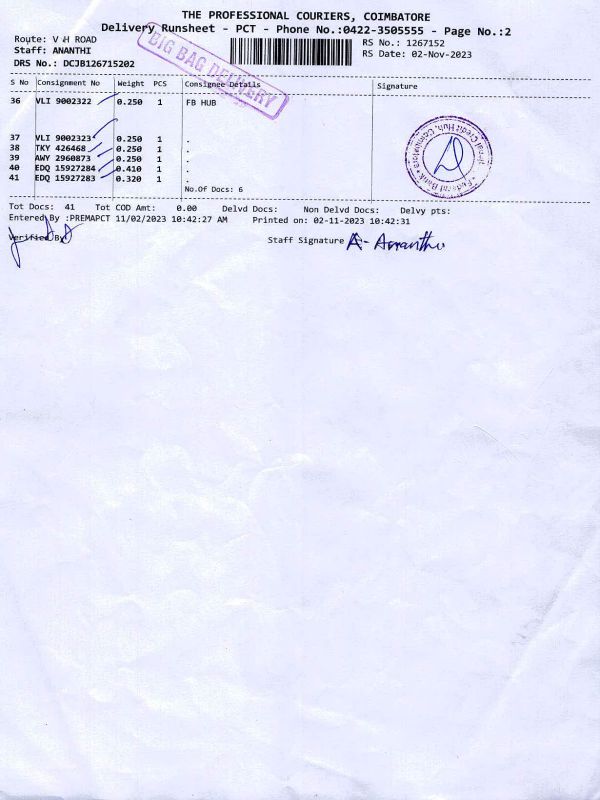 THE PROFESSIONAL COURIERS, COIMBATORE
Delivery Runsheet - PCT - Phone No.:0422-3505555 - Page No.:2
Route: V H ROAD
RS No.: 1267152
Staff: ANANTHI
RS Date: 02-Nov-2023
DRS No.: DCJB126715202
BIG BAG DELIVERY
S No Consignment No Weight PCS Consignee Details Signature
36 VLI 9002322 0.250 1 FB HUB
37 VLI 9002323 0.250 1 .
38 TKY 426468 0.250 1 .
39 AWY 2960873 0.250 1 .
40 EDQ 15927284 0.410 1 .
41 EDQ 15927283 0.320 1 .
No.Of Docs: 6
Tot Docs: 41 Tot COD Amt: 0.00 Delvd Docs: Non Delvd Docs: Delvy pts:
Entered By :PREMAPCT 11/02/2023 10:42:27 AM Printed on: 02-11-2023 10:42:31
Verified By
Staff Signature A-